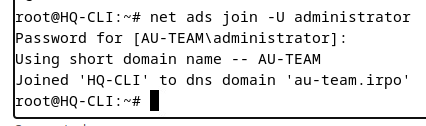 root@HQ-CLI:~# net ads join -U administrator
Password for [AU-TEAM\administrator]:
Using short domain name -- AU-TEAM
Joined 'HQ-CLI' to dns domain 'au-team.irpo'
root@HQ-CLI:~#